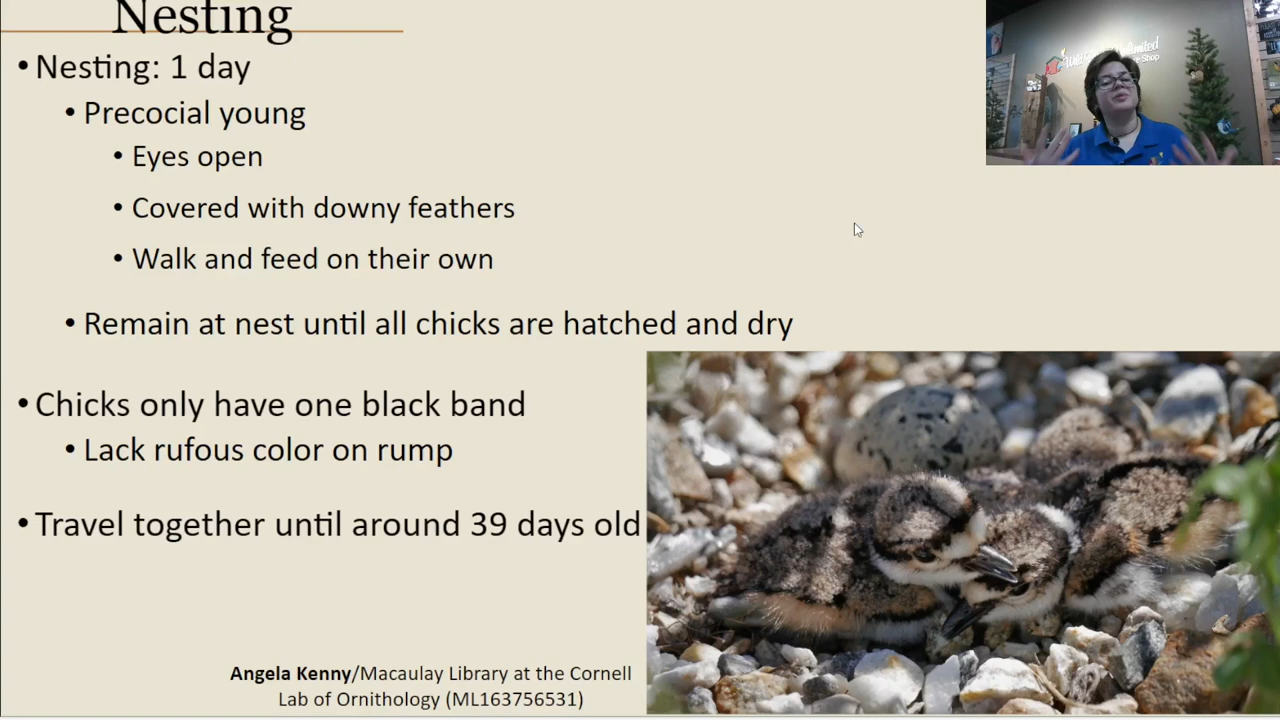 Nesting
• Nesting: 1 day
• Precocial young
• Eyes open
• Covered with downy feathers
• Walk and feed on their own
• Remain at nest until all chicks are hatched and dry
• Chicks only have one black band
• Lack rufous color on rump
• Travel together until around 39 days old
Angela Kenny/Macaulay Library at the Cornell
Lab of Ornithology (ML163756531)